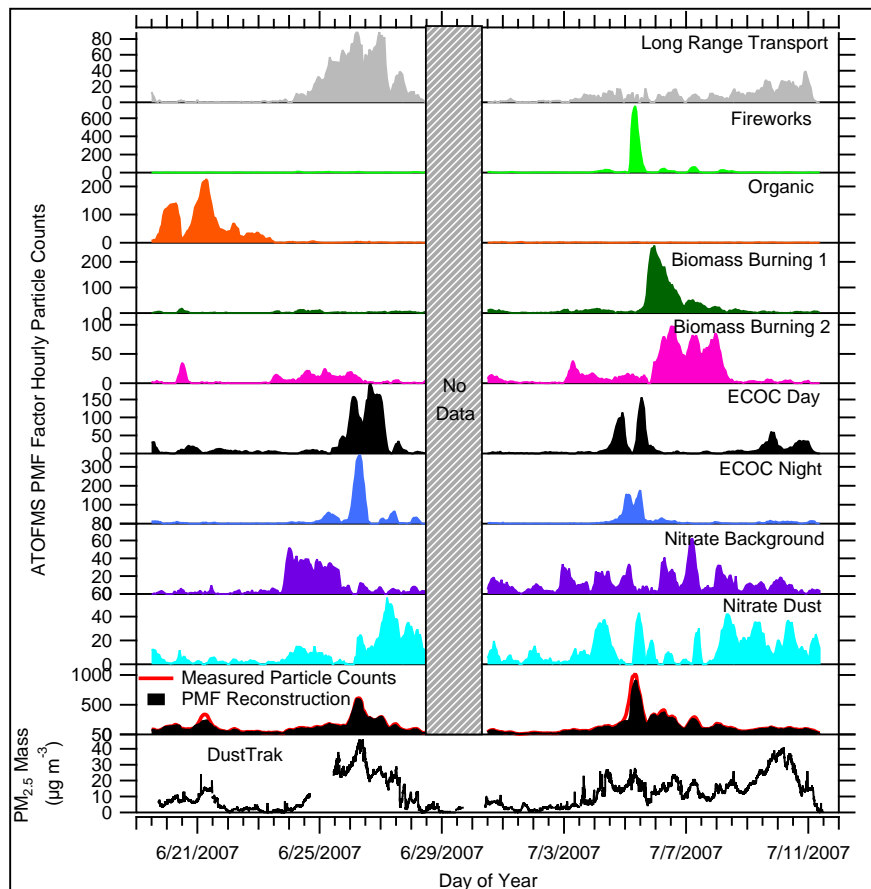 80
60
40
20
0
Long Range Transport
600
400
200
0
Fireworks
200
100
0
Organic
200
100
0
Biomass Burning 1
100
50
0
Biomass Burning 2
No
Data
150
100
50
0
ECOC Day
300
200
100
0
ECOC Night
80
60
40
20
0
Nitrate Background
60
40
20
0
Nitrate Dust
1000
500
0
Measured Particle Counts
PMF Reconstruction
50
40
30
20
10
0
DustTrak
ATOFMS PMF Factor Hourly Particle Counts
PM2.5 Mass
(µg m-3)
6/21/2007 6/25/2007 6/29/2007 7/3/2007 7/7/2007 7/11/2007
Day of Year